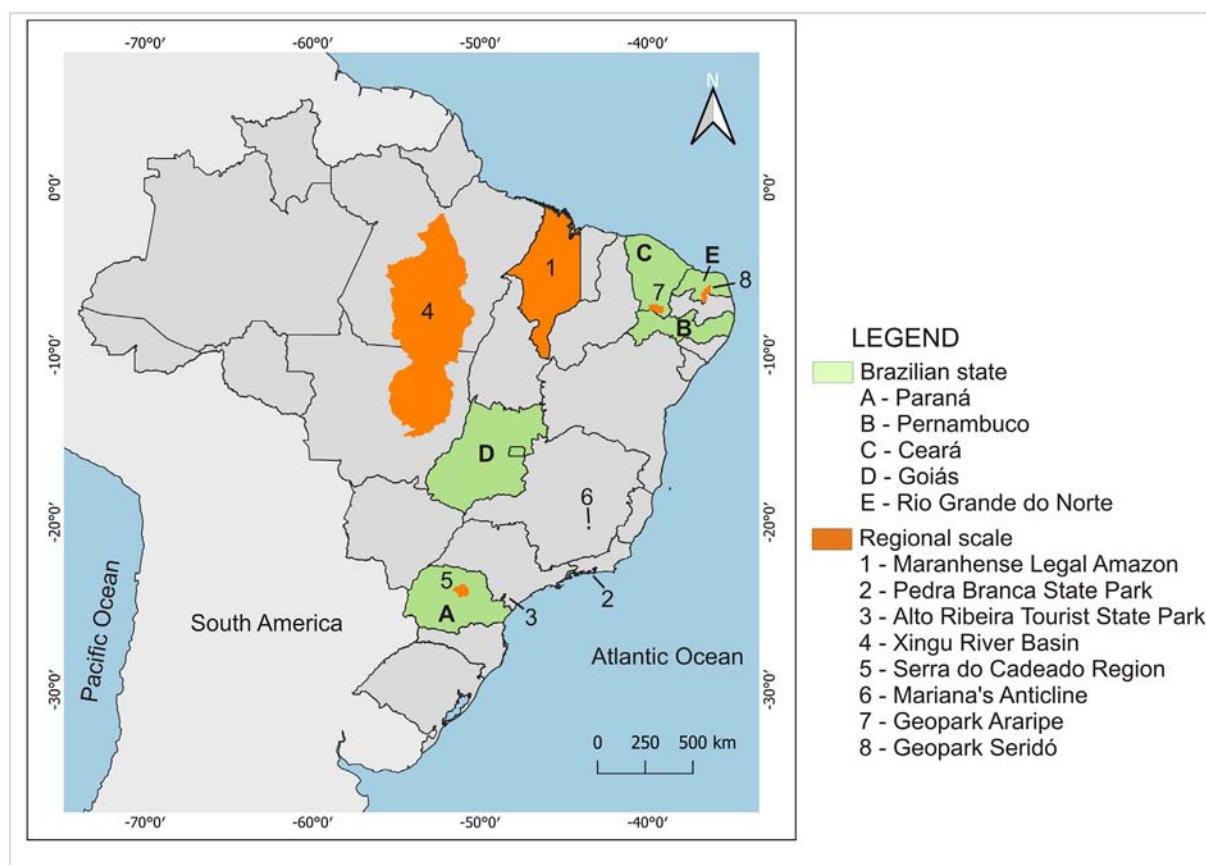 -70°0' -60°0' -50°0' -40°0'
N
0°0' 0°0'
C
E
1
8
7
4
B
-10°0' -10°0'
D
6
-20°0' -20°0'
5
A
3
2
Pacific Ocean
South America
Atlantic Ocean
-30°0' -30°0'
0 250 500 km
-70°0' -60°0' -50°0' -40°0'
LEGEND
Brazilian state
A - Paraná
B - Pernambuco
C - Ceará
D - Goiás
E - Rio Grande do Norte
Regional scale
1 - Maranhense Legal Amazon
2 - Pedra Branca State Park
3 - Alto Ribeira Tourist State Park
4 - Xingu River Basin
5 - Serra do Cadeado Region
6 - Mariana's Anticline
7 - Geopark Araripe
8 - Geopark Seridó